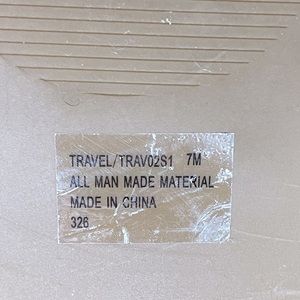 TRAVEL/TRAV02S1 7M
ALL MAN MADE MATERIAL
MADE IN CHINA
326